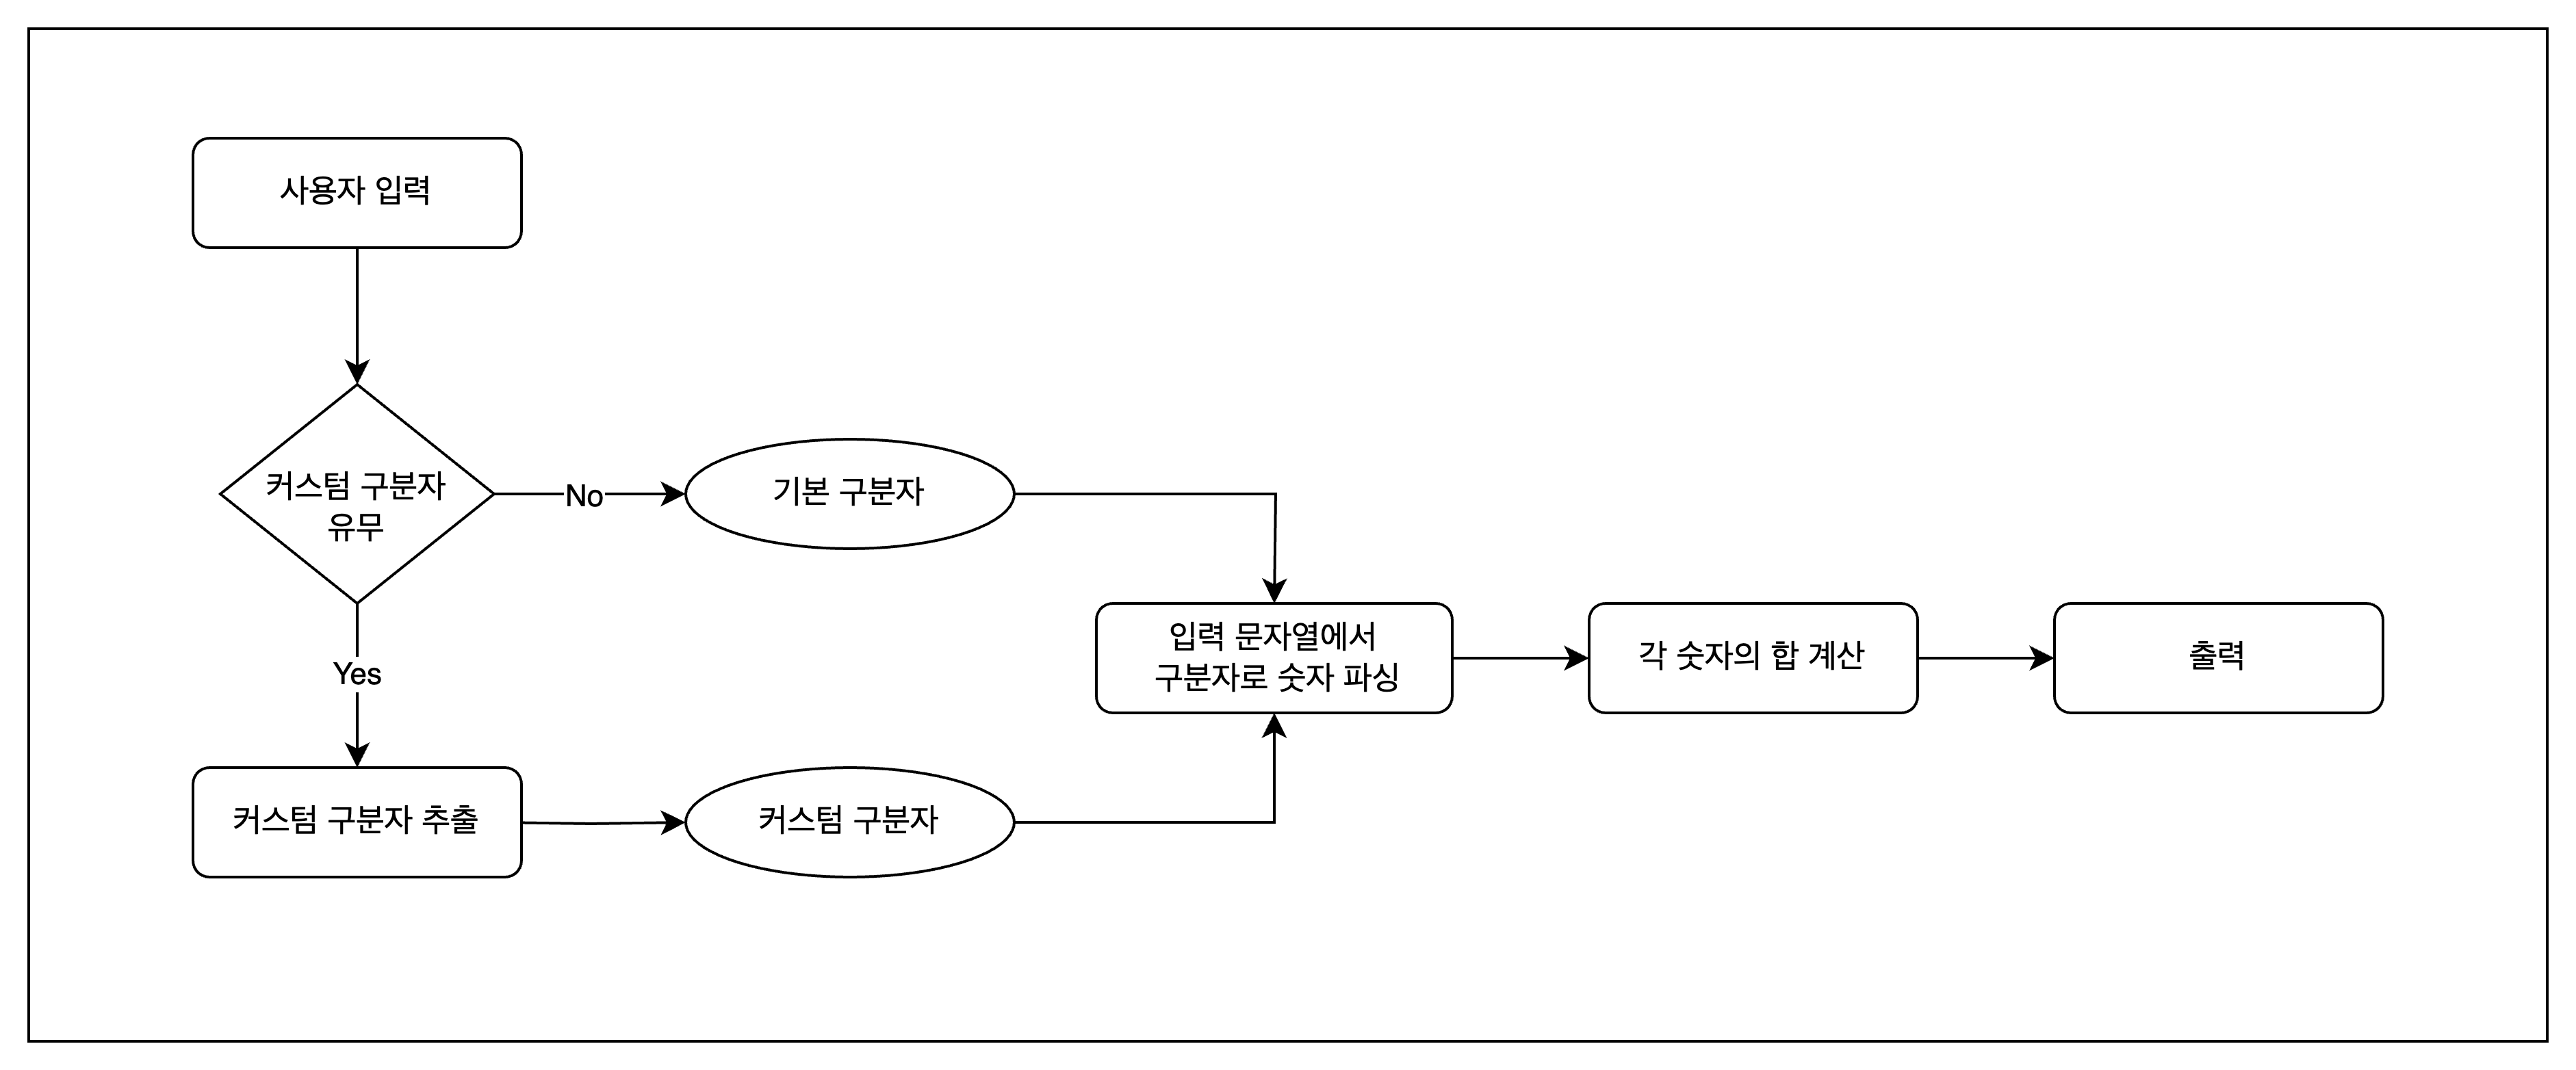 사용자 입력
커스텀 구분자
유무
No
기본 구분자
Yes
커스텀 구분자 추출
커스텀 구분자
입력 문자열에서
구분자로 숫자 파싱
각 숫자의 합 계산
출력